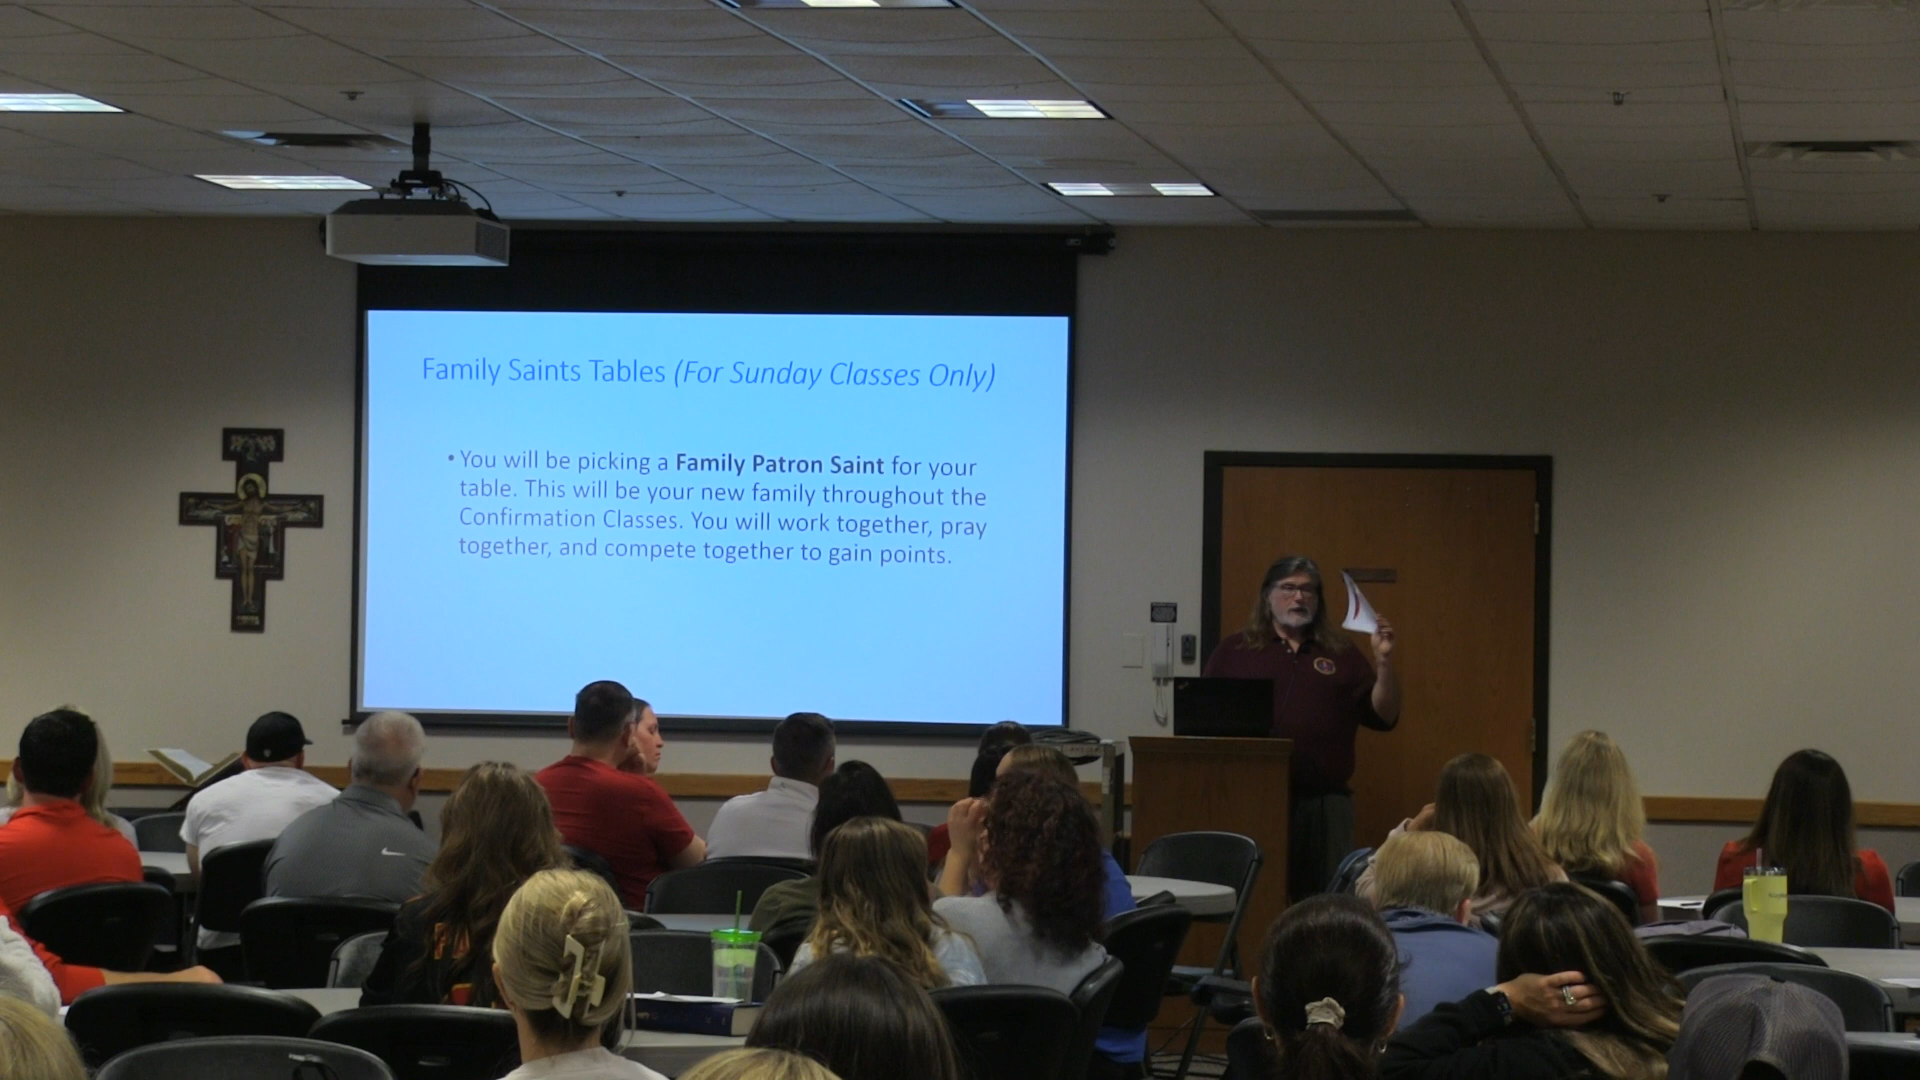 Family Saints Tables (For Sunday Classes Only)
• You will be picking a Family Patron Saint for your
table. This will be your new family throughout the
Confirmation Classes. You will work together, pray
together, and compete together to gain points.